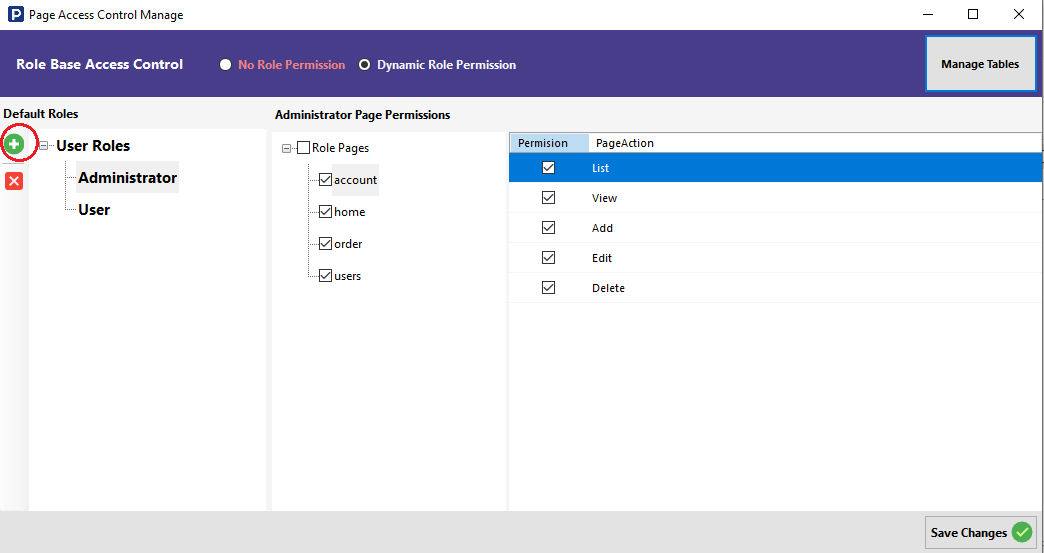 P Page Access Control Manage
Role Base Access Control No Role Permission Dynamic Role Permission Manage Tables
Default Roles Administrator Page Permissions
User Roles
Administrator
User
Role Pages
account
home
order
users
Permision PageAction
List
View
Add
Edit
Delete
Save Changes